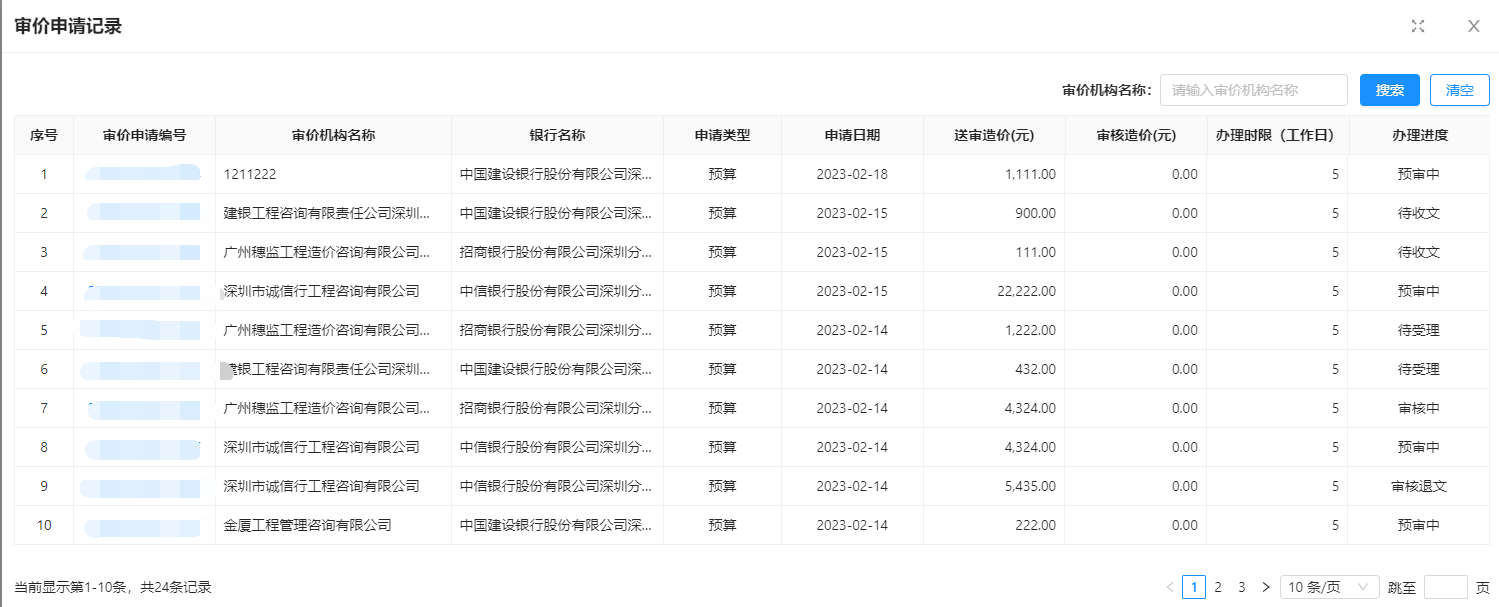 审价申请记录
审价机构名称： 请输入审价机构名称 搜索 清空
序号 审价申请编号 审价机构名称 银行名称 申请类型 申请日期 送审造价(元) 审核造价(元) 办理时限（工作日） 办理进度
1 1211222 中国建设银行股份有限公司深... 预算 2023-02-18 1,111.00 0.00 5 预审中
2 建银工程咨询有限责任公司深圳... 中国建设银行股份有限公司深... 预算 2023-02-15 900.00 0.00 5 待收文
3 广州穗监工程造价咨询有限公司... 招商银行股份有限公司深圳分... 预算 2023-02-15 111.00 0.00 5 待收文
4 深圳市诚信行工程咨询有限公司 中信银行股份有限公司深圳分... 预算 2023-02-15 22,222.00 0.00 5 预审中
5 广州穗监工程造价咨询有限公司... 招商银行股份有限公司深圳分... 预算 2023-02-14 1,222.00 0.00 5 待受理
6 建银工程咨询有限责任公司深圳... 中国建设银行股份有限公司深... 预算 2023-02-14 432.00 0.00 5 待受理
7 广州穗监工程造价咨询有限公司... 招商银行股份有限公司深圳分... 预算 2023-02-14 4,324.00 0.00 5 审核中
8 深圳市诚信行工程咨询有限公司 中信银行股份有限公司深圳分... 预算 2023-02-14 4,324.00 0.00 5 预审中
9 深圳市诚信行工程咨询有限公司 中信银行股份有限公司深圳分... 预算 2023-02-14 5,435.00 0.00 5 审核退文
10 金厦工程管理咨询有限公司 中国建设银行股份有限公司深... 预算 2023-02-14 222.00 0.00 5 预审中
当前显示第1-10条，共24条记录 < 1 2 3 > 10 条/页 跳至 页